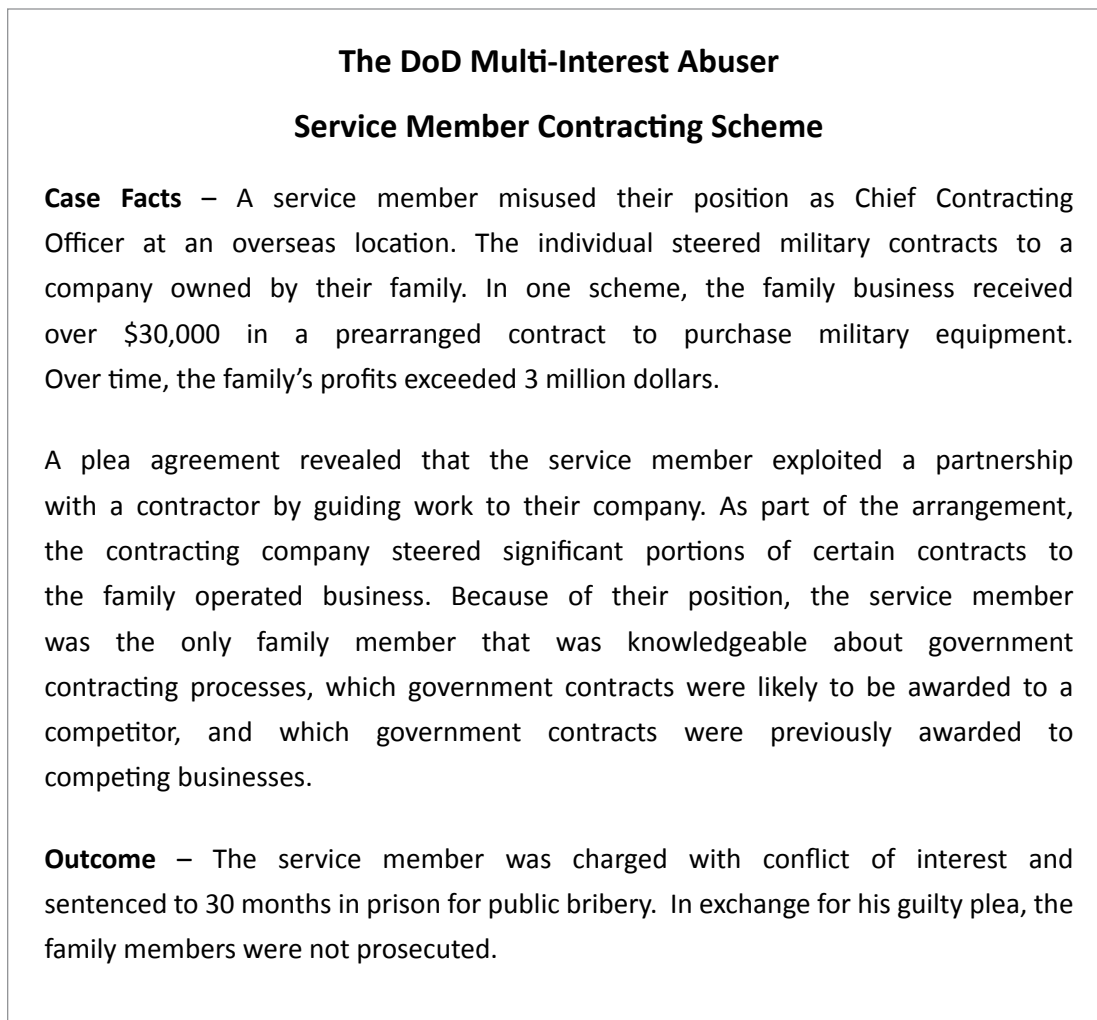 The DoD Multi-Interest Abuser
Service Member Contracting Scheme
Case Facts – A service member misused their position as Chief Contracting
Officer at an overseas location. The individual steered military contracts to a
company owned by their family. In one scheme, the family business received
over $30,000 in a prearranged contract to purchase military equipment.
Over time, the family’s profits exceeded 3 million dollars.
A plea agreement revealed that the service member exploited a partnership
with a contractor by guiding work to their company. As part of the arrangement,
the contracting company steered significant portions of certain contracts to
the family operated business. Because of their position, the service member
was the only family member that was knowledgeable about government
contracting processes, which government contracts were likely to be awarded to a
competitor, and which government contracts were previously awarded to
competing businesses.
Outcome – The service member was charged with conflict of interest and
sentenced to 30 months in prison for public bribery. In exchange for his guilty plea, the
family members were not prosecuted.